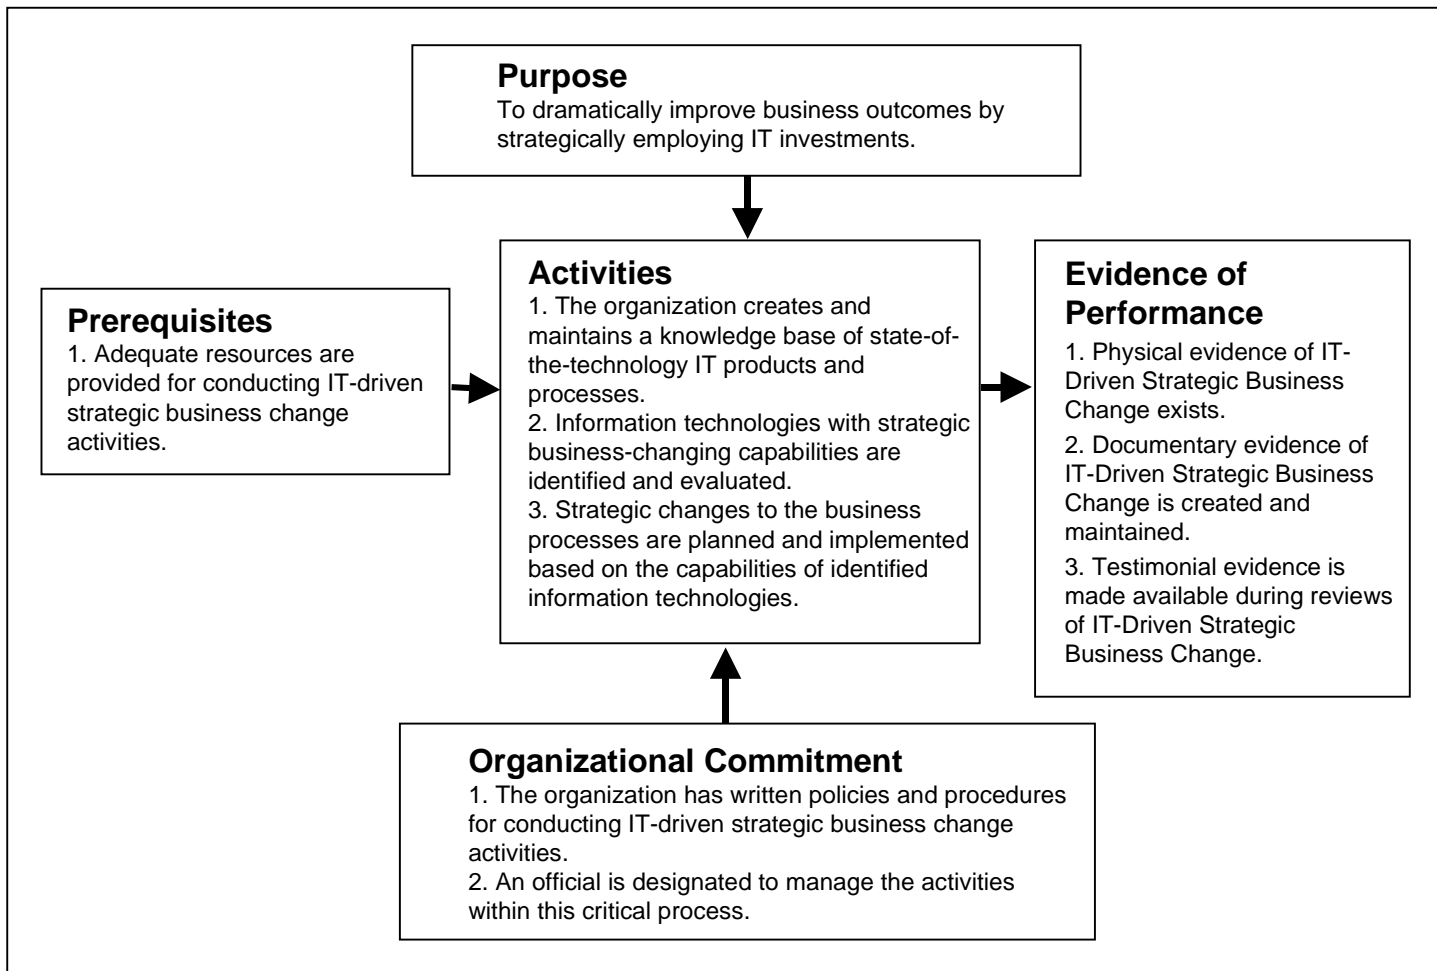 Purpose
To dramatically improve business outcomes by
strategically employing IT investments.
Prerequisites
1. Adequate resources are
provided for conducting IT-driven
strategic business change
activities.
Activities
1. The organization creates and
maintains a knowledge base of state-of-
the-technology IT products and
processes.
2. Information technologies with strategic
business-changing capabilities are
identified and evaluated.
3. Strategic changes to the business
processes are planned and implemented
based on the capabilities of identified
information technologies.
Evidence of
Performance
1. Physical evidence of IT-
Driven Strategic Business
Change exists.
2. Documentary evidence of
IT-Driven Strategic Business
Change is created and
maintained.
3. Testimonial evidence is
made available during reviews
of IT-Driven Strategic
Business Change.
Organizational Commitment
1. The organization has written policies and procedures
for conducting IT-driven strategic business change
activities.
2. An official is designated to manage the activities
within this critical process.